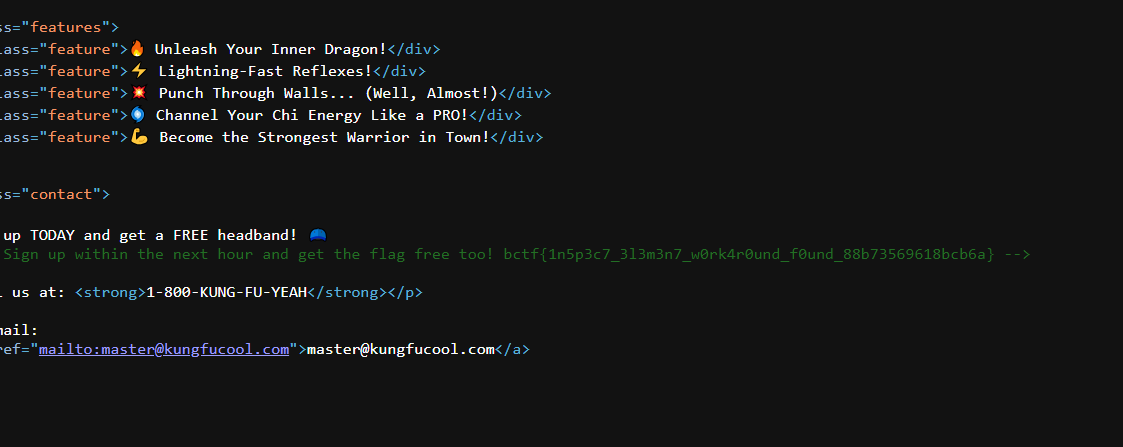 ss="features">
lass="feature">🔥 Unleash Your Inner Dragon!</div>
lass="feature">⚡ Lightning-Fast Reflexes!</div>
lass="feature">💥 Punch Through Walls... (Well, Almost!)</div>
lass="feature">🌀 Channel Your Chi Energy Like a PRO!</div>
lass="feature">💪 Become the Strongest Warrior in Town!</div>
ss="contact">
up TODAY and get a FREE headband! 🧢
Sign up within the next hour and get the flag free too! bctf{1n5p3c7_3l3m3n7_w0rk4r0und_f0und_88b73569618bcb6a} -->
l us at: <strong>1-800-KUNG-FU-YEAH</strong></p>
mail:
ref="mailto:master@kungfucool.com">master@kungfucool.com</a>